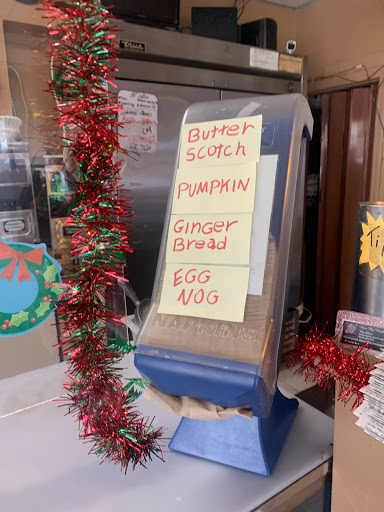 Butter
Scotch
PUMPKIN
Ginger
Bread
EGG
NOG
NAPKINS